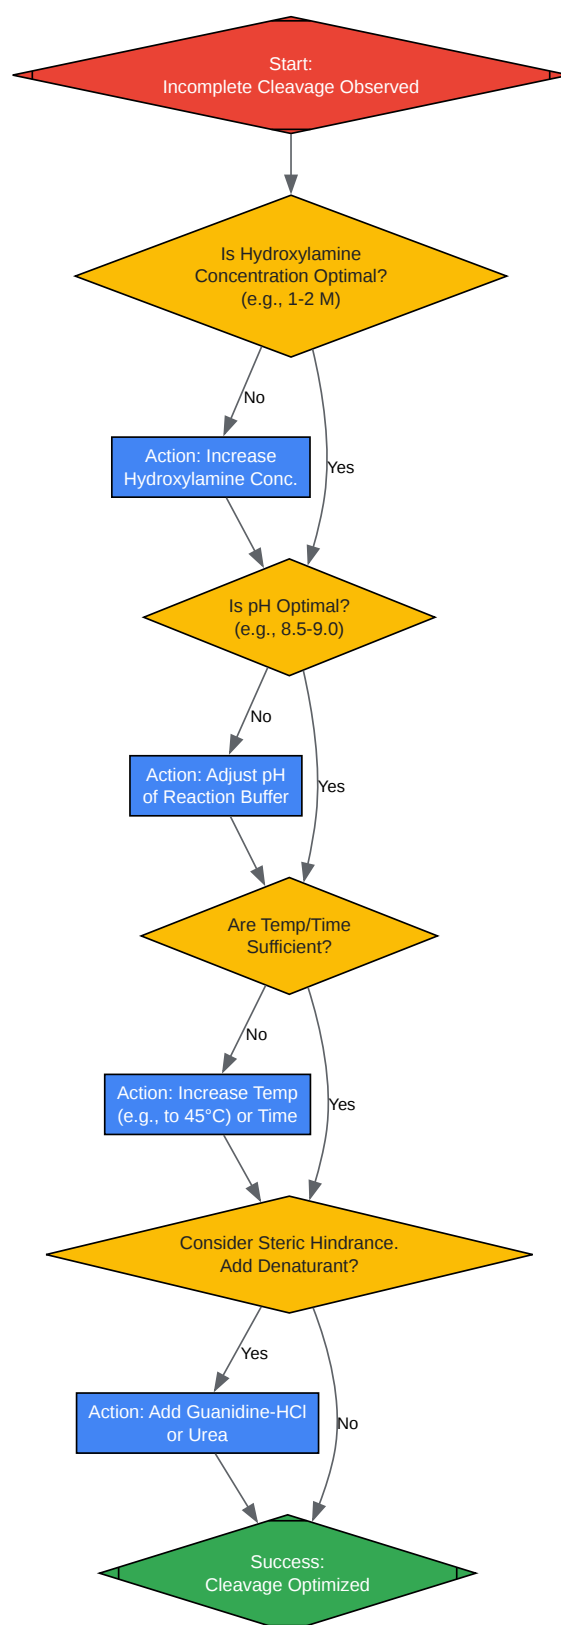 Start:
Incomplete Cleavage Observed
Is Hydroxylamine
Concentration Optimal?
(e.g., 1-2 M)
No
Yes
Action: Increase
Hydroxylamine Conc.
Is pH Optimal?
(e.g., 8.5-9.0)
No
Yes
Action: Adjust pH
of Reaction Buffer
Are Temp/Time
Sufficient?
No
Yes
Action: Increase Temp
(e.g., to 45°C) or Time
Consider Steric Hindrance.
Add Denaturant?
Yes
No
Action: Add Guanidine-HCl
or Urea
Success:
Cleavage Optimized